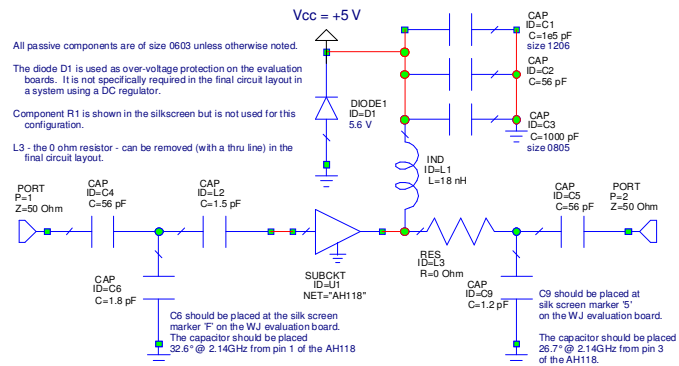 Vcc = +5 V
All passive components are of size 0603 unless otherwise noted.
The diode D1 is used as over-voltage protection on the evaluation
boards. It is not specifically required in the final circuit layout in
a system using a DC regulator.
Component R1 is shown in the silkscreen but is not used for this
configuration.
L3 - the 0 ohm resistor - can be removed (with a thru line) in the
final circuit layout.
CAP
ID=C1
C=1e5 pF
size 1206
CAP
ID=C2
C=56 pF
CAP
ID=C3
C=1000 pF
size 0805
DIODE1
ID=D1
5.6 V
IND
ID=L1
L=18 nH
PORT
P=1
Z=50 Ohm
CAP
ID=C4
C=56 pF
CAP
ID=L2
C=1.5 pF
CAP
ID=C6
C=1.8 pF
SUBCKT
ID=U1
NET="AH118"
RES
ID=L3
R=0 Ohm
CAP
ID=C5
C=56 pF
PORT
P=2
Z=50 Ohm
CAP
ID=C9
C=1.2 pF
C6 should be placed at the silk screen
marker 'F' on the WJ evaluation board.
The capacitor should be placed
32.6° @ 2.14GHz from pin 1 of the AH118
C9 should be placed at
silk screen marker '5'
on the WJ evaluation board.
The capacitor should be placed
26.7° @ 2.14GHz from pin 3
of the AH118.